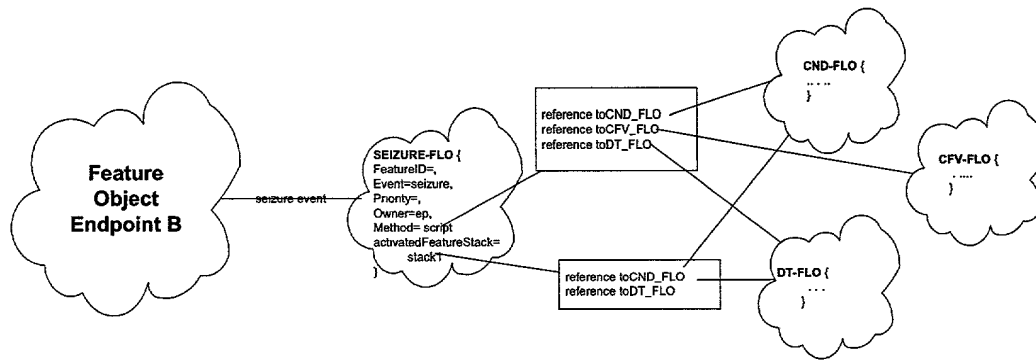 Feature
Object
Endpoint B
seizure event
SEIZURE-FLO {
FeatureID=,
Event=seizure,
Priority=,
Owner=ep,
Method= script
activatedFeatureStack=
stack1
}
reference toCND_FLO
reference toCFV_FLO
reference toDT_FLO
reference toCND_FLO
reference toDT_FLO
CND-FLO {
.. . ..
}
CFV-FLO {
. ....
}
DT-FLO {
. . .
}